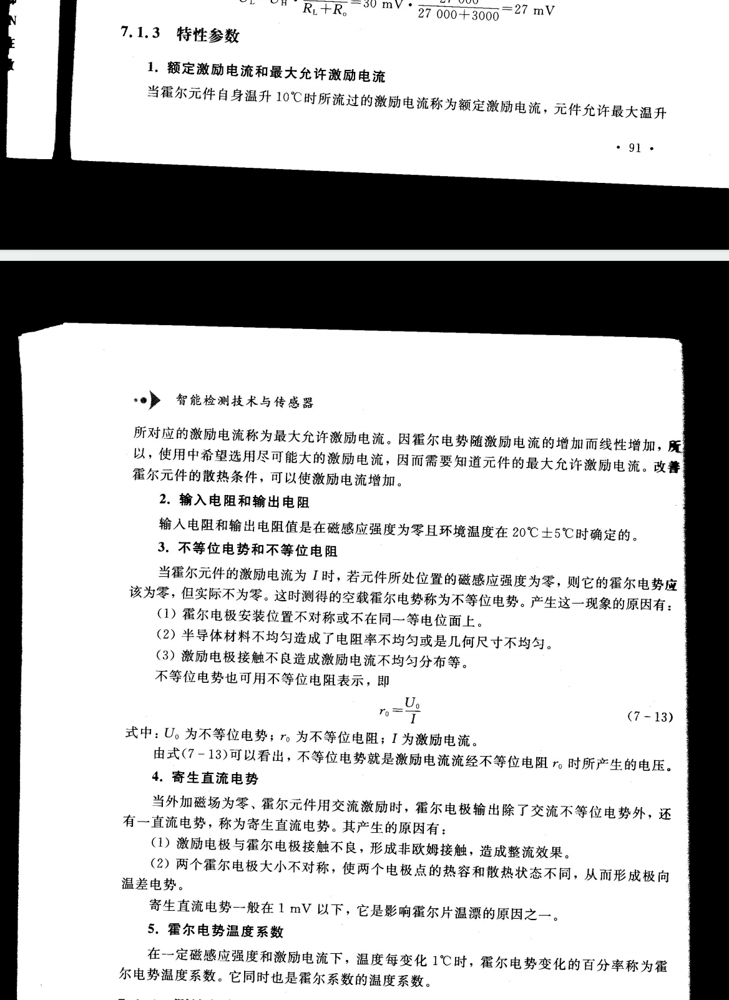 R_L+R_o =30 mV· 27 000+3000 =27 mV
7.1.3 特性参数
1. 额定激励电流和最大允许激励电流
当霍尔元件自身温升10℃时所流过的激励电流称为额定激励电流，元件允许最大温升
· 91 ·
智能检测技术与传感器
所对应的激励电流称为最大允许激励电流。因霍尔电势随激励电流的增加而线性增加，所
以，使用中希望选用尽可能大的激励电流，因而需要知道元件的最大允许激励电流。改善
霍尔元件的散热条件，可以使激励电流增加。
2. 输入电阻和输出电阻
输入电阻和输出电阻值是在磁感应强度为零且环境温度在20℃±5℃时确定的。
3. 不等位电势和不等位电阻
当霍尔元件的激励电流为 I 时，若元件所处位置的磁感应强度为零，则它的霍尔电势应
该为零，但实际不为零。这时测得的空载霍尔电势称为不等位电势。产生这一现象的原因有：
(1) 霍尔电极安装位置不对称或不在同一等电位面上。
(2) 半导体材料不均匀造成了电阻率不均匀或是几何尺寸不均匀。
(3) 激励电极接触不良造成激励电流不均匀分布等。
不等位电势也可用不等位电阻表示，即
r₀=U₀/I (7-13)
式中：U₀ 为不等位电势；r₀ 为不等位电阻；I 为激励电流。
由式(7-13)可以看出，不等位电势就是激励电流流经不等位电阻 r₀ 时所产生的电压。
4. 寄生直流电势
当外加磁场为零、霍尔元件用交流激励时，霍尔电极输出除了交流不等位电势外，还
有一直流电势，称为寄生直流电势。其产生的原因有：
(1) 激励电极与霍尔电极接触不良，形成非欧姆接触，造成整流效果。
(2) 两个霍尔电极大小不对称，使两个电极点的热容和散热状态不同，从而形成极向
温差电势。
寄生直流电势一般在 1 mV 以下，它是影响霍尔片温漂的原因之一。
5. 霍尔电势温度系数
在一定磁感应强度和激励电流下，温度每变化 1℃时，霍尔电势变化的百分率称为霍
尔电势温度系数。它同时也是霍尔系数的温度系数。